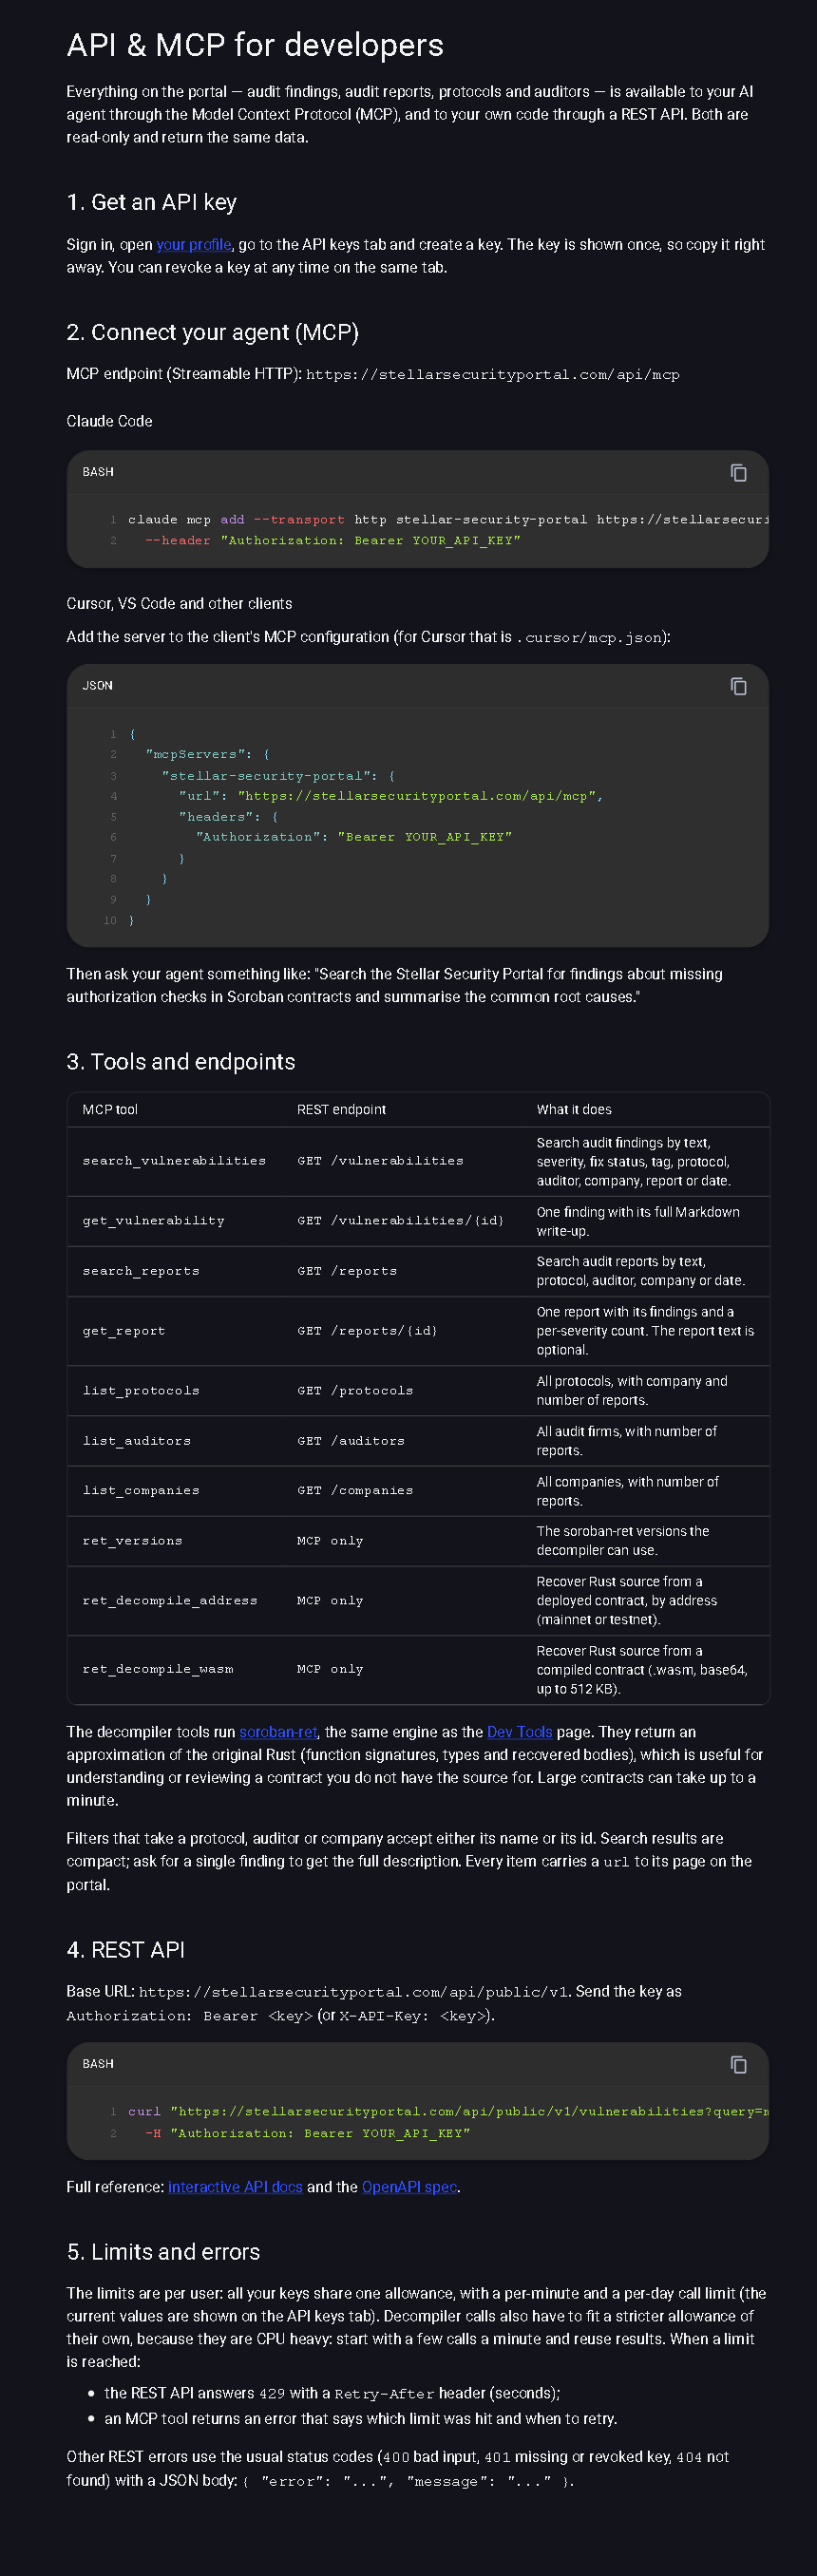 API & MCP for developers
Everything on the portal — audit findings, audit reports, protocols and auditors — is available to your AI
agent through the Model Context Protocol (MCP), and to your own code through a REST API. Both are
read-only and return the same data.
1. Get an API key
Sign in, open your profile, go to the API keys tab and create a key. The key is shown once, so copy it right
away. You can revoke a key at any time on the same tab.
2. Connect your agent (MCP)
MCP endpoint (Streamable HTTP): https://stellarsecurityportal.com/api/mcp
Claude Code
BASH
1 claude mcp add --transport http stellar-security-portal https://stellarsecuri
2   --header "Authorization: Bearer YOUR_API_KEY"
Cursor, VS Code and other clients
Add the server to the client's MCP configuration (for Cursor that is .cursor/mcp.json):
JSON
1 {
2   "mcpServers": {
3     "stellar-security-portal": {
4       "url": "https://stellarsecurityportal.com/api/mcp",
5       "headers": {
6         "Authorization": "Bearer YOUR_API_KEY"
7       }
8     }
9   }
10 }
Then ask your agent something like: "Search the Stellar Security Portal for findings about missing
authorization checks in Soroban contracts and summarise the common root causes."
3. Tools and endpoints
MCP tool REST endpoint What it does
search_vulnerabilities GET /vulnerabilities Search audit findings by text,
severity, fix status, tag, protocol,
auditor, company, report or date.
get_vulnerability GET /vulnerabilities/{id} One finding with its full Markdown
write-up.
search_reports GET /reports Search audit reports by text,
protocol, auditor, company or date.
get_report GET /reports/{id} One report with its findings and a
per-severity count. The report text is
optional.
list_protocols GET /protocols All protocols, with company and
number of reports.
list_auditors GET /auditors All audit firms, with number of
reports.
list_companies GET /companies All companies, with number of
reports.
ret_versions MCP only The soroban-ret versions the
decompiler can use.
ret_decompile_address MCP only Recover Rust source from a
deployed contract, by address
(mainnet or testnet).
ret_decompile_wasm MCP only Recover Rust source from a
compiled contract (.wasm, base64,
up to 512 KB).
The decompiler tools run soroban-ret, the same engine as the Dev Tools page. They return an
approximation of the original Rust (function signatures, types and recovered bodies), which is useful for
understanding or reviewing a contract you do not have the source for. Large contracts can take up to a
minute.
Filters that take a protocol, auditor or company accept either its name or its id. Search results are
compact; ask for a single finding to get the full description. Every item carries a url to its page on the
portal.
4. REST API
Base URL: https://stellarsecurityportal.com/api/public/v1. Send the key as
Authorization: Bearer <key> (or X-API-Key: <key>).
BASH
1 curl "https://stellarsecurityportal.com/api/public/v1/vulnerabilities?query=
2   -H "Authorization: Bearer YOUR_API_KEY"
Full reference: interactive API docs and the OpenAPI spec.
5. Limits and errors
The limits are per user: all your keys share one allowance, with a per-minute and a per-day call limit (the
current values are shown on the API keys tab). Decompiler calls also have to fit a stricter allowance of
their own, because they are CPU heavy: start with a few calls a minute and reuse results. When a limit
is reached:
• the REST API answers 429 with a Retry-After header (seconds);
• an MCP tool returns an error that says which limit was hit and when to retry.
Other REST errors use the usual status codes (400 bad input, 401 missing or revoked key, 404 not
found) with a JSON body: { "error": "...", "message": "..." }.